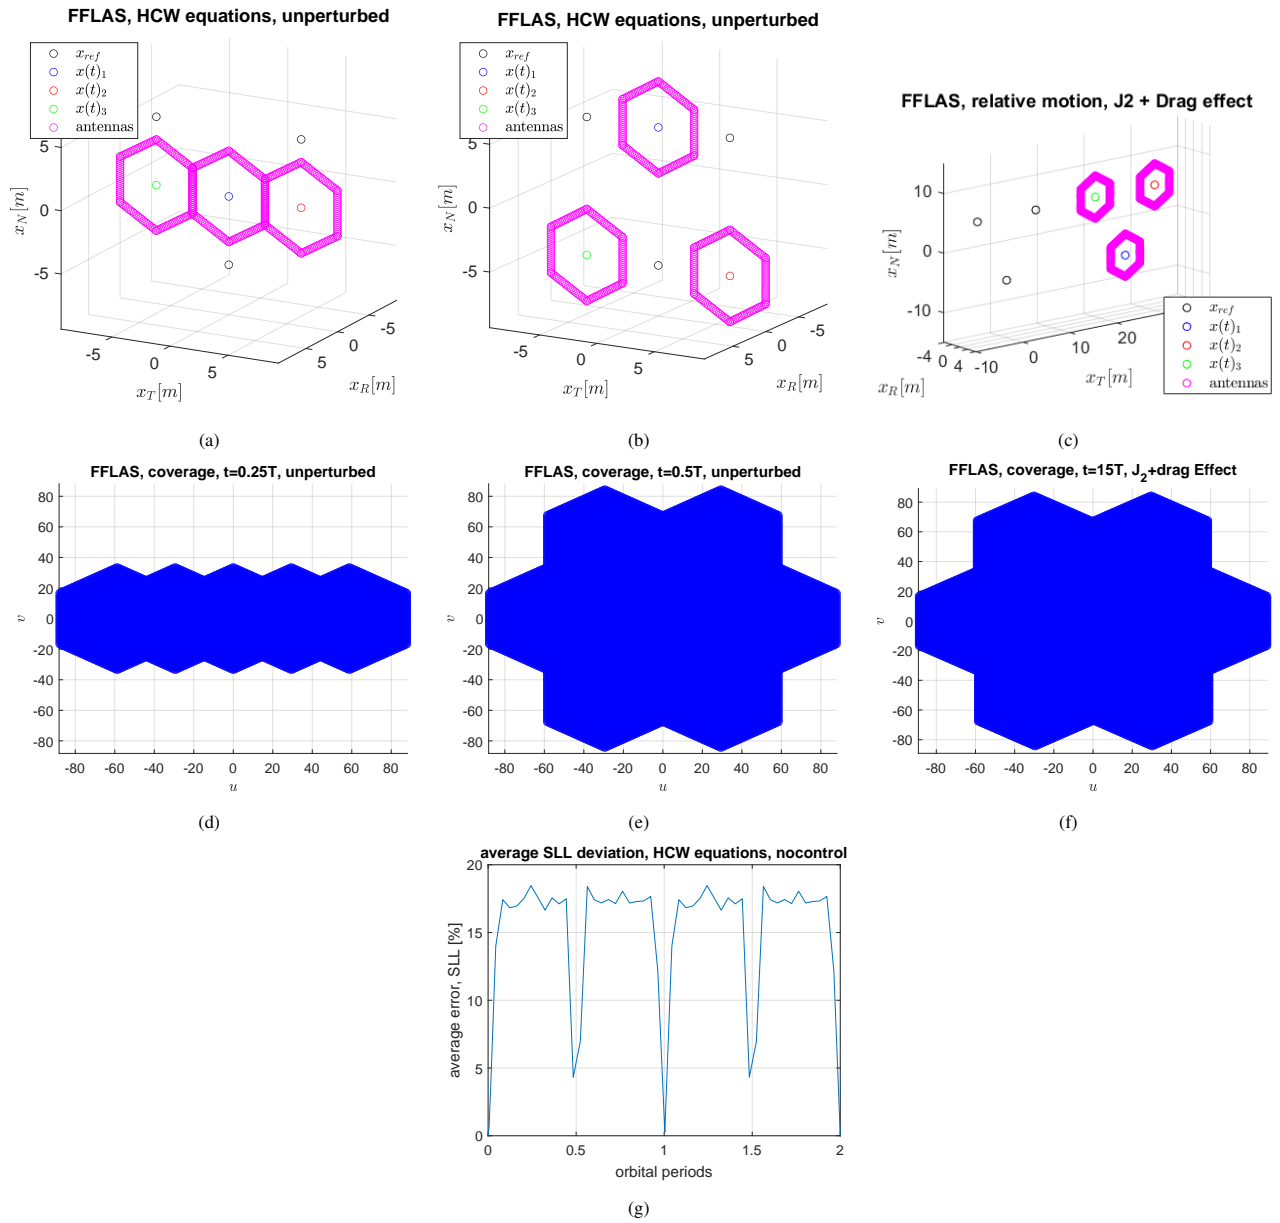 FFLAS, HCW equations, unperturbed
x_ref
x(t)_1
x(t)_2
x(t)_3
antennas
5
0
-5
x_N[m]
-5
0
5
x_T[m]
5
0
-5
x_R[m]
(a)
FFLAS, HCW equations, unperturbed
x_ref
x(t)_1
x(t)_2
x(t)_3
antennas
5
0
-5
x_N[m]
-5
0
5
x_T[m]
5
0
-5
x_R[m]
(b)
FFLAS, relative motion, J2 + Drag effect
10
0
-10
x_N[m]
-4
0
4
x_R[m]
-10
0
10
20
x_T[m]
x_ref
x(t)_1
x(t)_2
x(t)_3
antennas
(c)
FFLAS, coverage, t=0.25T, unperturbed
80
60
40
20
0
-20
-40
-60
-80
v
-80 -60 -40 -20 0 20 40 60 80
u
(d)
FFLAS, coverage, t=0.5T, unperturbed
80
60
40
20
0
-20
-40
-60
-80
v
-80 -60 -40 -20 0 20 40 60 80
u
(e)
FFLAS, coverage, t=15T, J_2+drag Effect
80
60
40
20
0
-20
-40
-60
-80
v
-80 -60 -40 -20 0 20 40 60 80
u
(f)
average SLL deviation, HCW equations, nocontrol
20
15
10
5
0
average error, SLL [%]
0 0.5 1 1.5 2
orbital periods
(g)